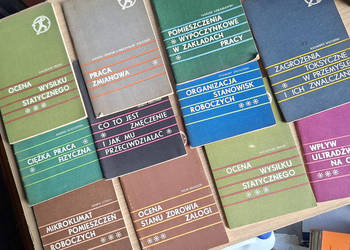 OCENA
WYSIŁKU
STATYCZNEGO
PRACA
ZMIANOWA
POMIESZCZENIA
WYPOCZYNKOWE
W ZAKŁADACH
PRACY
ZAGROŻENIA
TOKSYCZNE
W PRZEMYŚLE
I ICH ZWALCZANIE
CIĘŻKA PRACA
FIZYCZNA
CO TO JEST
ZMĘCZENIE
I JAK MU
PRZECIWDZIAŁAĆ
ORGANIZACJA
STANOWISK
ROBOCZYCH
MIKROKLIMAT
POMIESZCZEŃ
ROBOCZYCH
OCENA
STANU ZDROWIA
ZAŁOGI
OCENA
WYSIŁKU
STATYCZNEGO
WPŁYW
NA